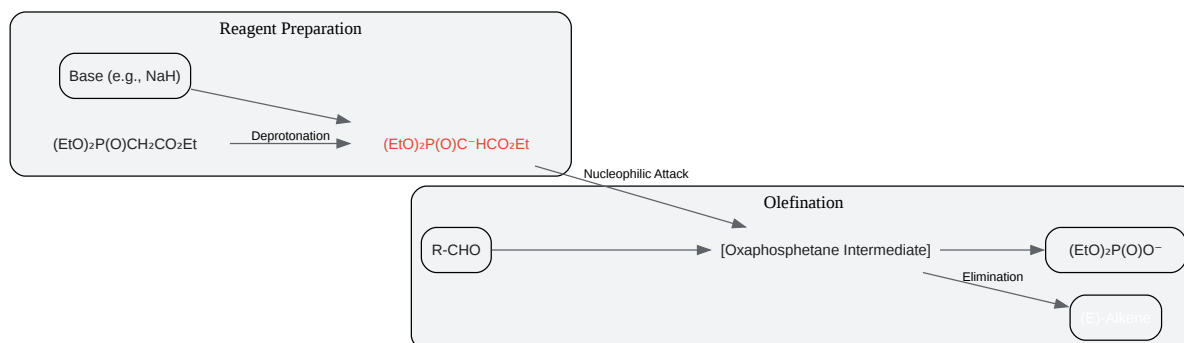 Reagent Preparation
Base (e.g., NaH)
(EtO)₂P(O)CH₂CO₂Et
Deprotonation
(EtO)₂P(O)C⁻HCO₂Et
Nucleophilic Attack
Olefination
R-CHO
[Oxaphosphetane Intermediate]
(EtO)₂P(O)O⁻
Elimination
(E)-Alkene